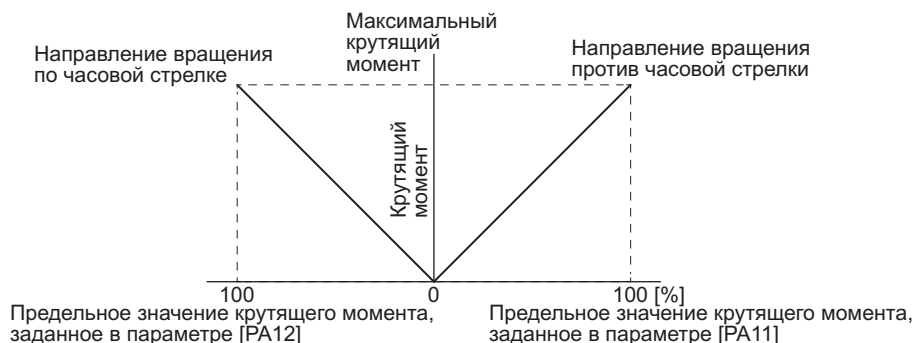 Максимальный
крутящий
момент
Направление вращения
по часовой стрелке
Направление вращения
против часовой стрелки
Крутящий
момент
100
0
100 [%]
Предельное значение крутящего момента,
заданное в параметре [PA12]
Предельное значение крутящего момента,
заданное в параметре [PA11]